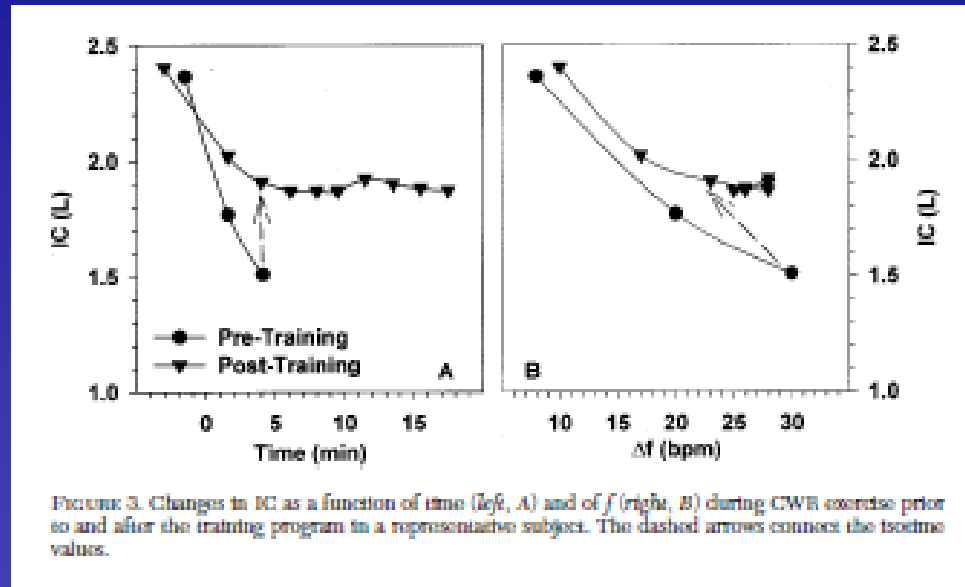 2.5
2.0
1.5
1.0
IC (L)
Pre-Training
Post-Training
A
0 5 10 15
Time (min)
B
10 15 20 25 30
Δf (bpm)
2.5
2.0
1.5
1.0
IC (L)
FIGURE 3. Changes in IC as a function of time (left, A) and of f (right, B) during CWR exercise prior
to and after the training program in a representative subject. The dashed arrows connect the isotime
values.